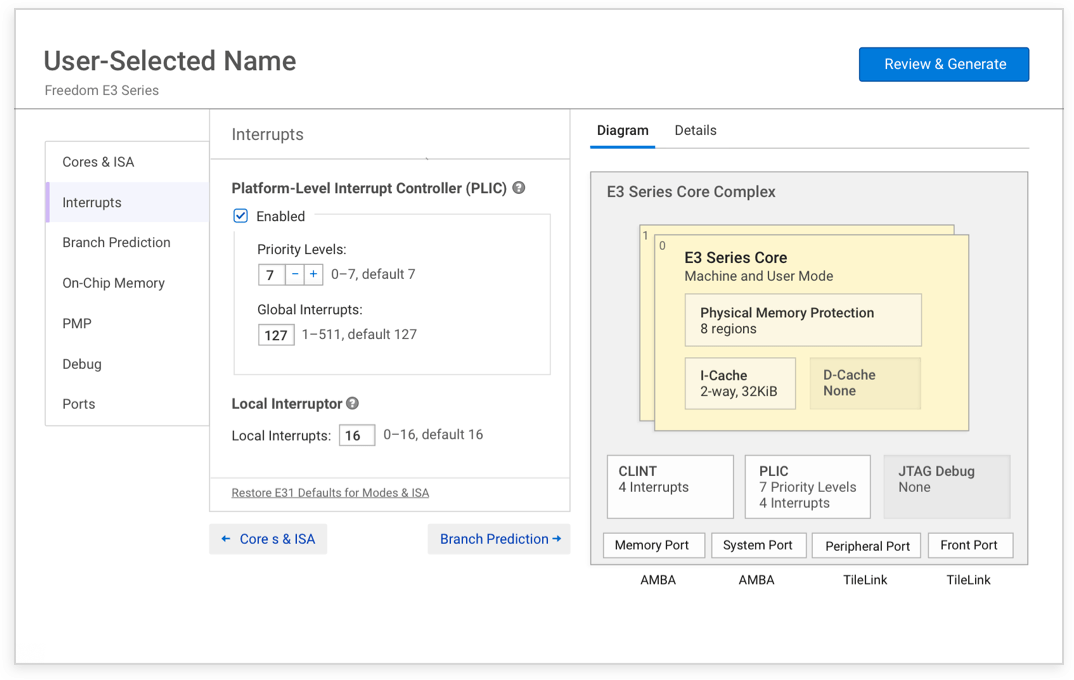 User-Selected Name
Freedom E3 Series
Review & Generate
Cores & ISA
Interrupts
Branch Prediction
On-Chip Memory
PMP
Debug
Ports
Interrupts
Platform-Level Interrupt Controller (PLIC) ?
Enabled
Priority Levels:
7 − + 0–7, default 7
Global Interrupts:
127 1–511, default 127
Local Interruptor ?
Local Interrupts: 16 0–16, default 16
Restore E31 Defaults for Modes & ISA
← Core s & ISA
Branch Prediction →
Diagram Details
E3 Series Core Complex
1
0
E3 Series Core
Machine and User Mode
Physical Memory Protection
8 regions
I-Cache
2-way, 32KiB
D-Cache
None
CLINT
4 Interrupts
PLIC
7 Priority Levels
4 Interrupts
JTAG Debug
None
Memory Port System Port Peripheral Port Front Port
AMBA AMBA TileLink TileLink